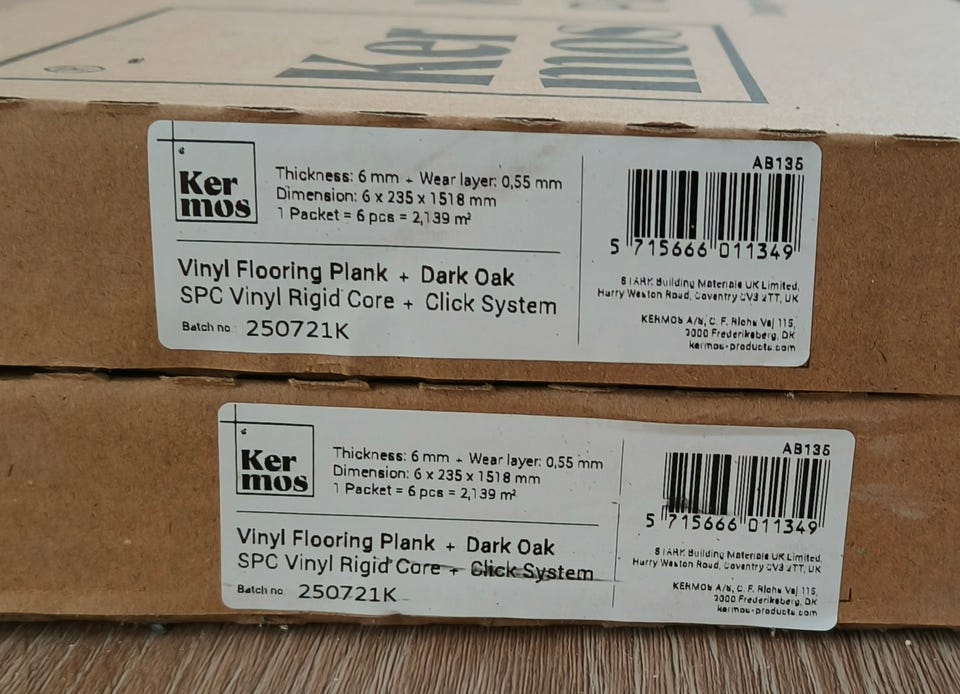 Ker
mos
Ker
mos
Thickness: 6 mm + Wear layer: 0,55 mm
Dimension: 6 x 235 x 1518 mm
1 Packet = 6 pcs = 2,139 m²
Vinyl Flooring Plank + Dark Oak
SPC Vinyl Rigid Core + Click System
Batch no 250721K
AB135
5 715666 011349
STARK Building Materials UK Limited,
Harry Weston Road, Coventry CV3 2TT, UK
KERMOS A/S, C. F. Richs Vej 115,
2000 Frederiksberg, DK
kermos-products.com
Ker
mos
Thickness: 6 mm + Wear layer: 0,55 mm
Dimension: 6 x 235 x 1518 mm
1 Packet = 6 pcs = 2,139 m²
Vinyl Flooring Plank + Dark Oak
SPC Vinyl Rigid Core + Click System
Batch no 250721K
AB135
5 715666 011349
STARK Building Materials UK Limited,
Harry Weston Road, Coventry CV3 2TT, UK
KERMOS A/S, C. F. Richs Vej 115,
2000 Frederiksberg, DK
kermos-products.com